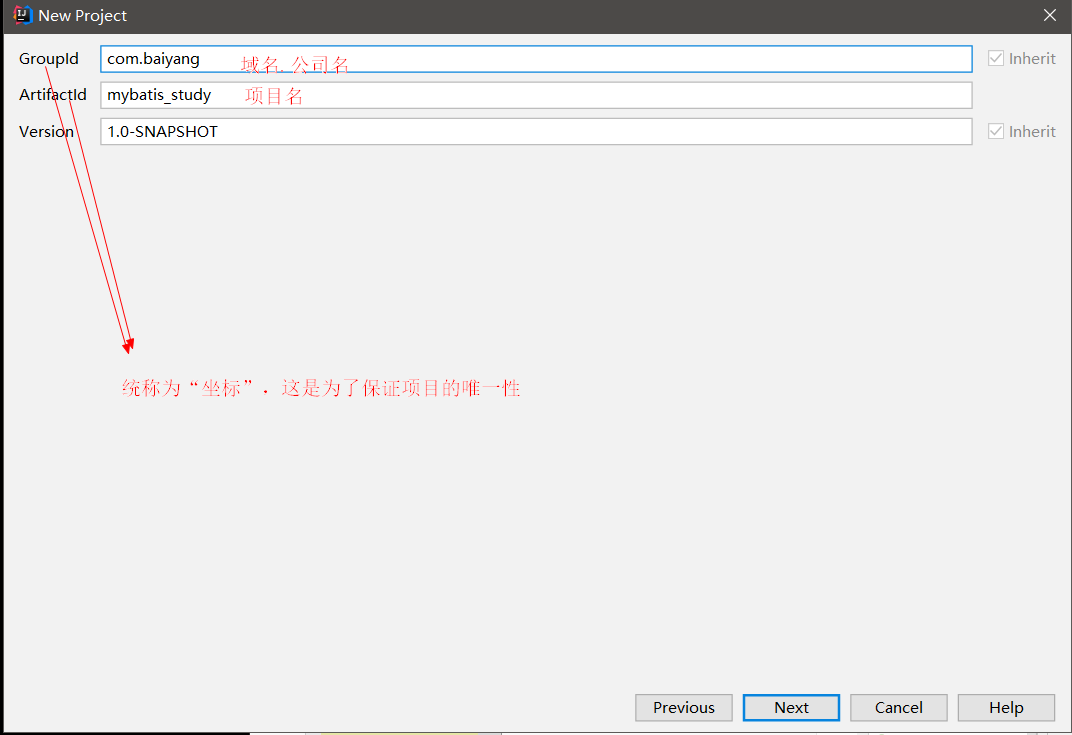 New Project
GroupId com.baiyang 域名.公司名 Inherit
ArtifactId mybatis_study 项目名
Version 1.0-SNAPSHOT Inherit
统称为“坐标”．这是为了保证项目的唯一性
Previous Next Cancel Help